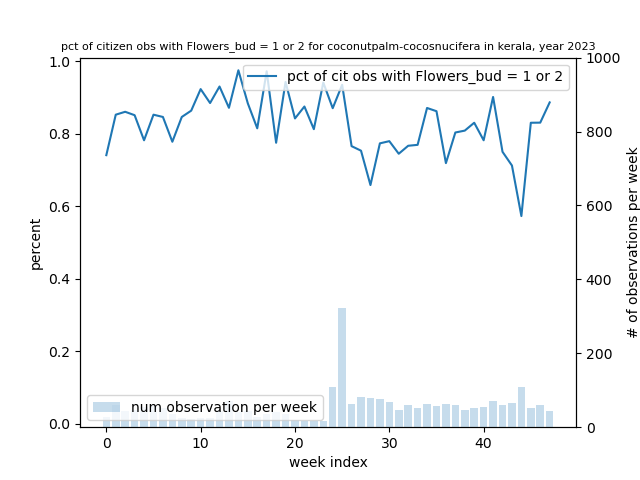 pct of citizen obs with Flowers_bud = 1 or 2 for coconutpalm-cocosnucifera in kerala, year 2023
pct of cit obs with Flowers_bud = 1 or 2
1.0
0.8
0.6
0.4
0.2
0.0
percent
1000
800
600
400
200
0
# of observations per week
num observation per week
0
10
20
30
40
week index